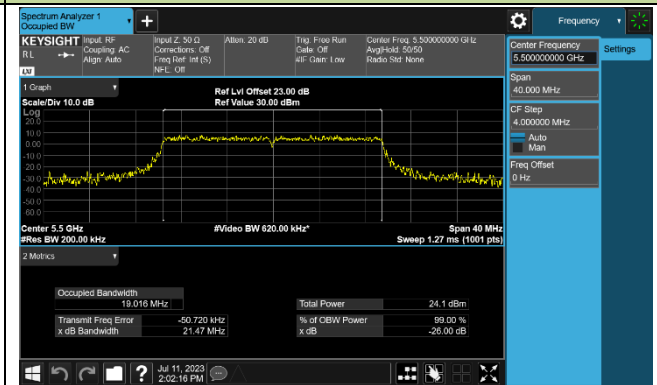 Spectrum Analyzer 1
Occupied BW
Frequency
KEYSIGHT
RL
LXI
Input: RF
Coupling: AC
Align: Auto
Input Z: 50 Ω
Corrections: Off
Freq Ref: Int (S)
NFE: Off
Atten: 20 dB
Trig: Free Run
Gate: Off
#IF Gain: Low
Center Freq: 5.500000000 GHz
Avg|Hold: 50/50
Radio Std: None
Center Frequency
5.500000000 GHz
Settings
Span
40.000 MHz
CF Step
4.000000 MHz
Auto
Man
Freq Offset
0 Hz
1 Graph
Scale/Div 10.0 dB
Ref Lvl Offset 23.00 dB
Ref Value 30.00 dBm
Log
20.0
10.0
0.00
-10.0
-20.0
-30.0
-40.0
-50.0
-60.0
Center 5.5 GHz
#Video BW 620.00 kHz*
Span 40 MHz
#Res BW 200.00 kHz
Sweep 1.27 ms (1001 pts)
2 Metrics
Occupied Bandwidth
19.016 MHz
Total Power 24.1 dBm
Transmit Freq Error -50.720 kHz
% of OBW Power 99.00 %
x dB Bandwidth 21.47 MHz
x dB -26.00 dB
?
Jul 11, 2023
2:02:16 PM